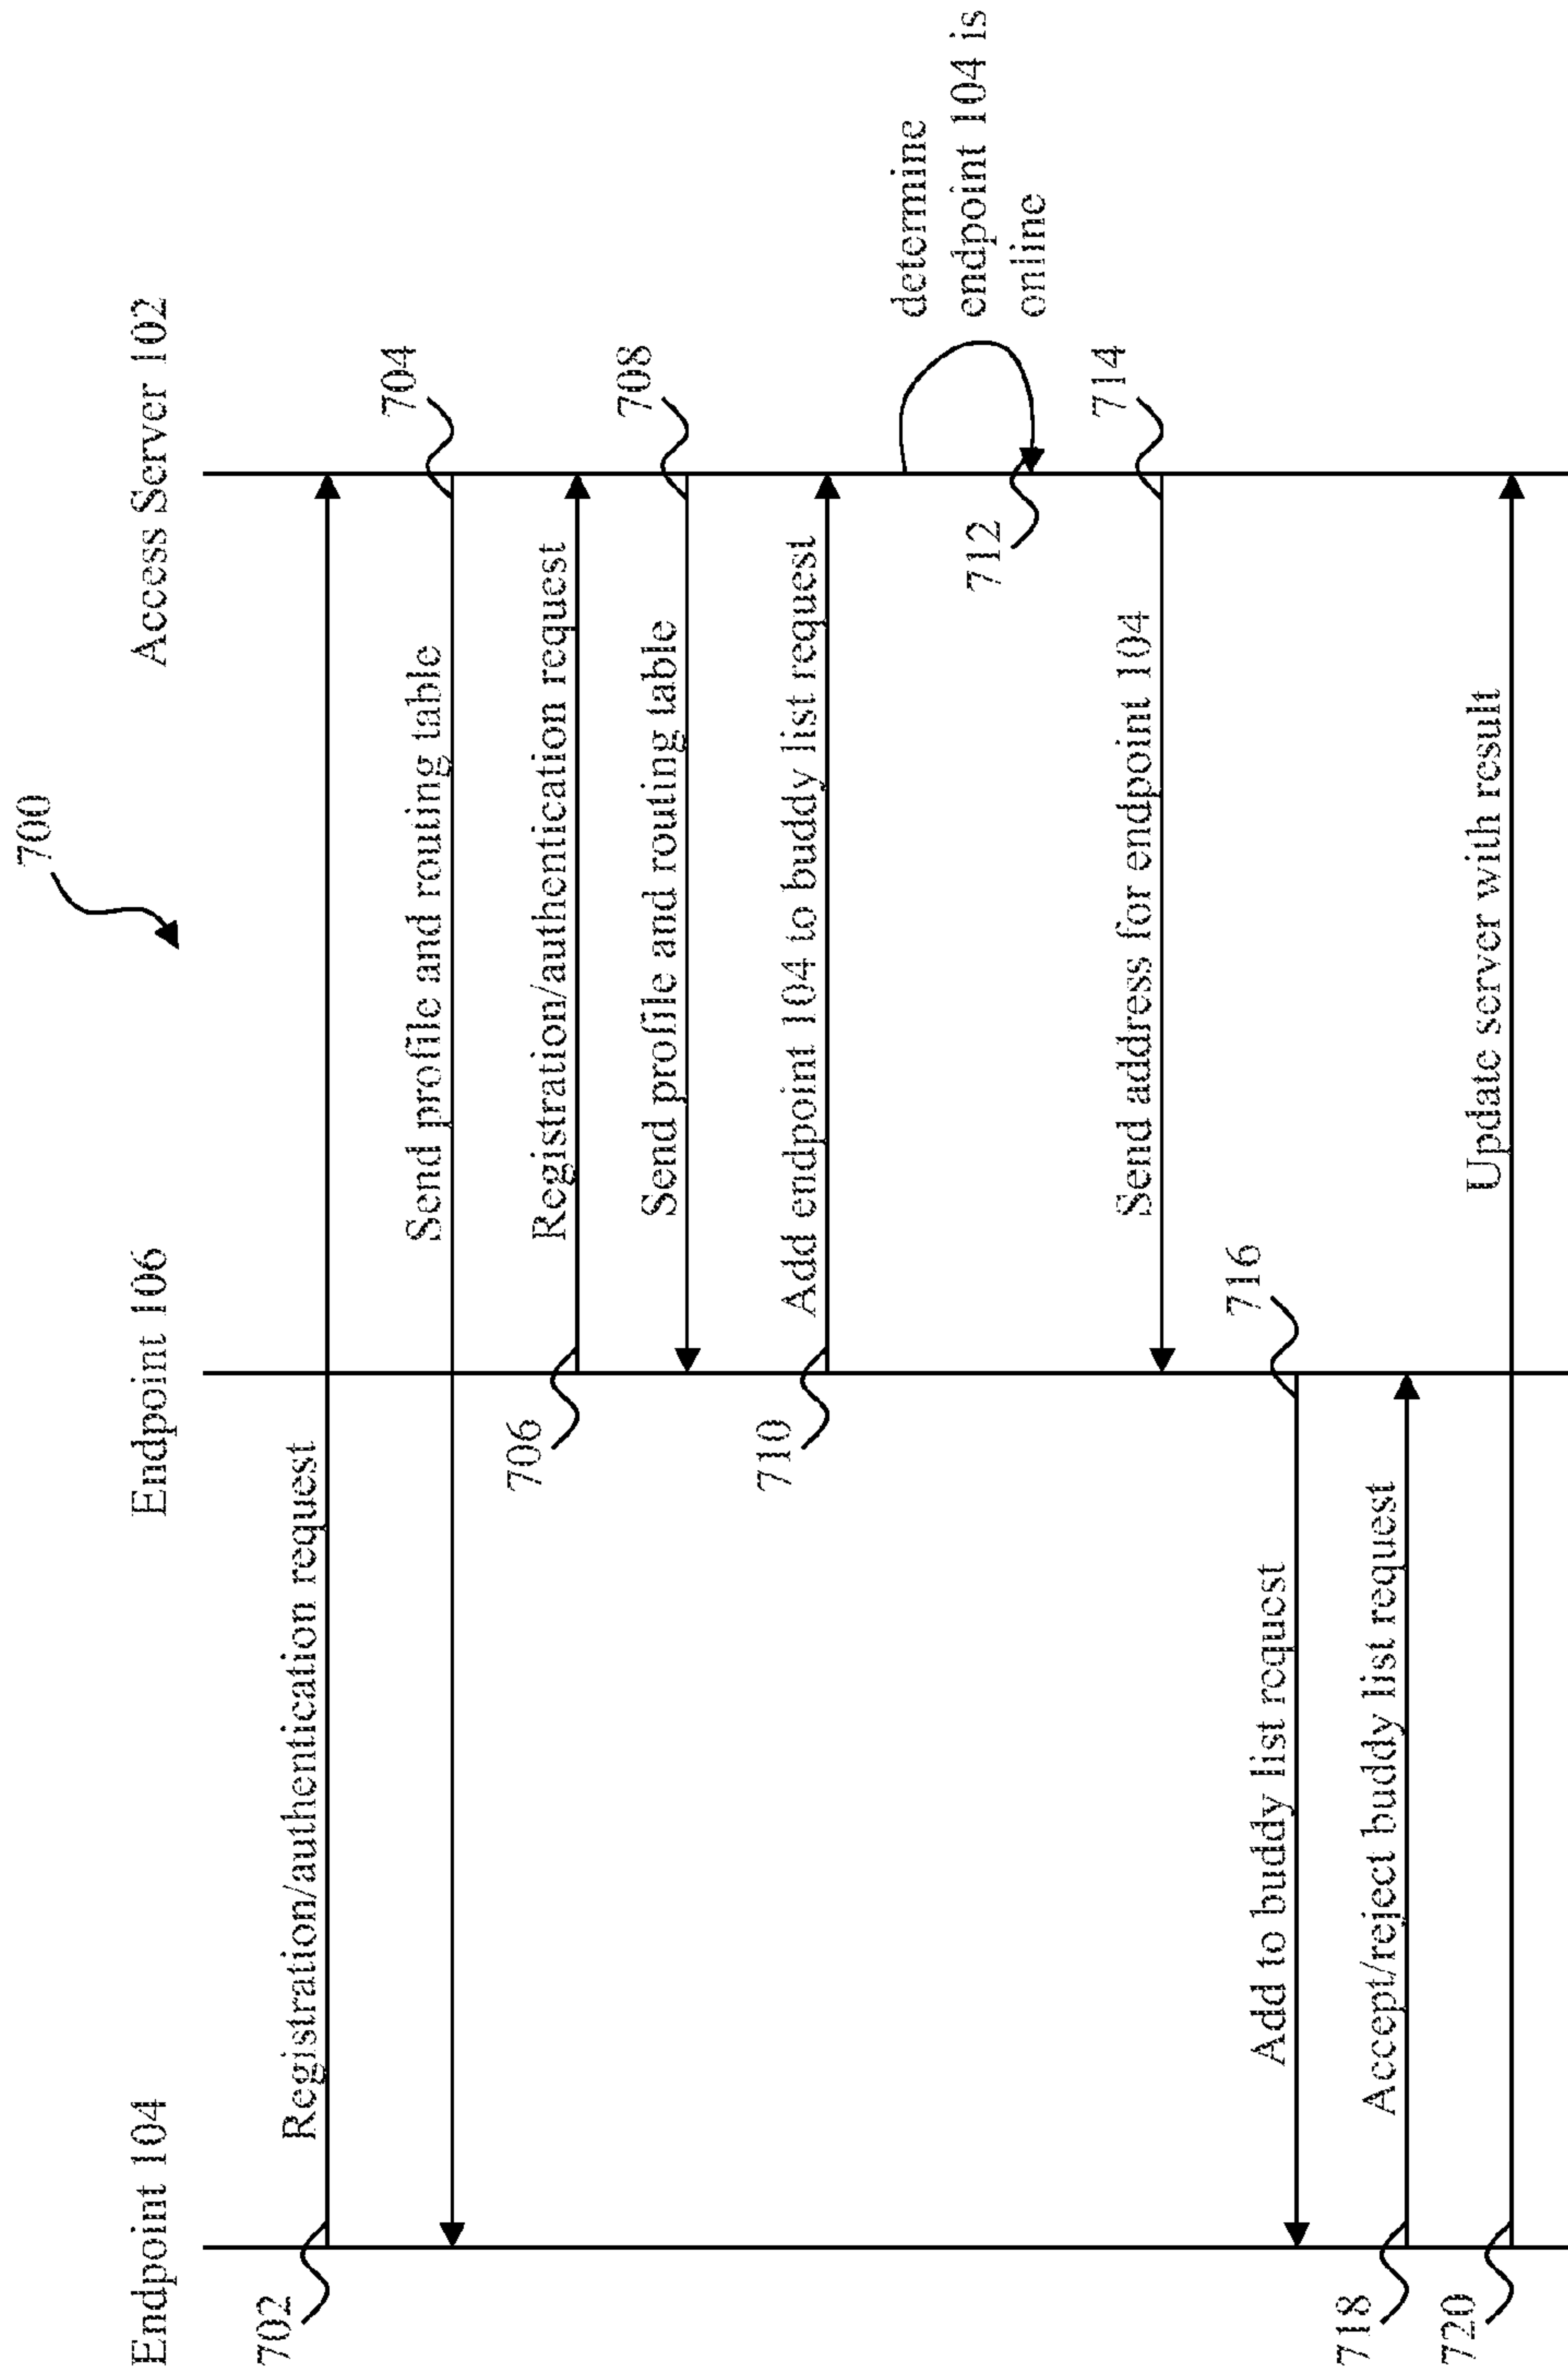 700
Endpoint 104
Endpoint 106
Access Server 102
702
Registration/authentication request
704
Send profile and routing table
706
Registration/authentication request
708
Send profile and routing table
710
Add endpoint 104 to buddy list request
determine
endpoint 104 is
online
712
714
Send address for endpoint 104
716
Add to buddy list request
718
Accept/reject buddy list request
720
Update server with result